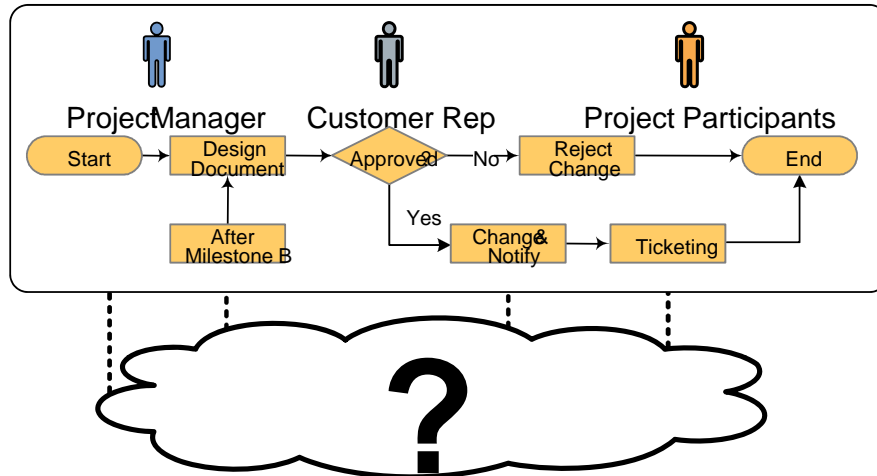 Project Manager
Customer Rep
Project Participants
Start
Design
Document
Approved?
No
Reject
Change
End
Yes
After
Milestone B
Change&
Notify
Ticketing
?